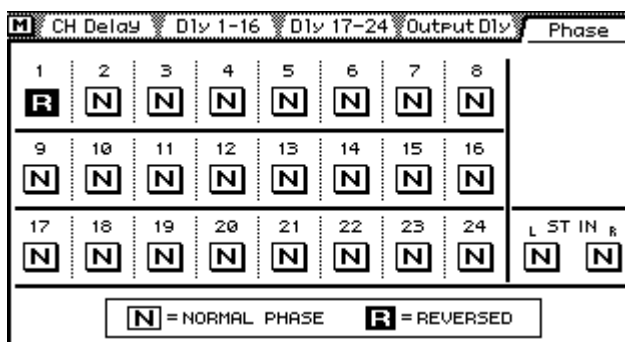 M CH Delay Dly 1-16 Dly 17-24 Output Dly Phase
1 2 3 4 5 6 7 8
R N N N N N N N
9 10 11 12 13 14 15 16
N N N N N N N N
17 18 19 20 21 22 23 24 L ST IN R
N N N N N N N N N N
N = NORMAL PHASE R = REVERSED